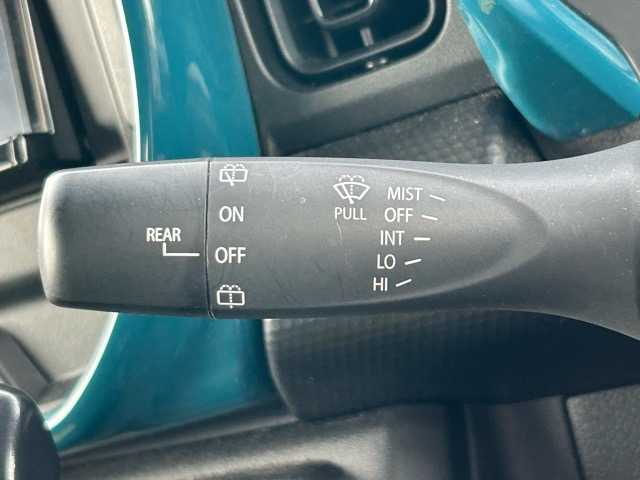 REAR
ON
OFF
PULL
MIST
OFF
INT
LO
HI